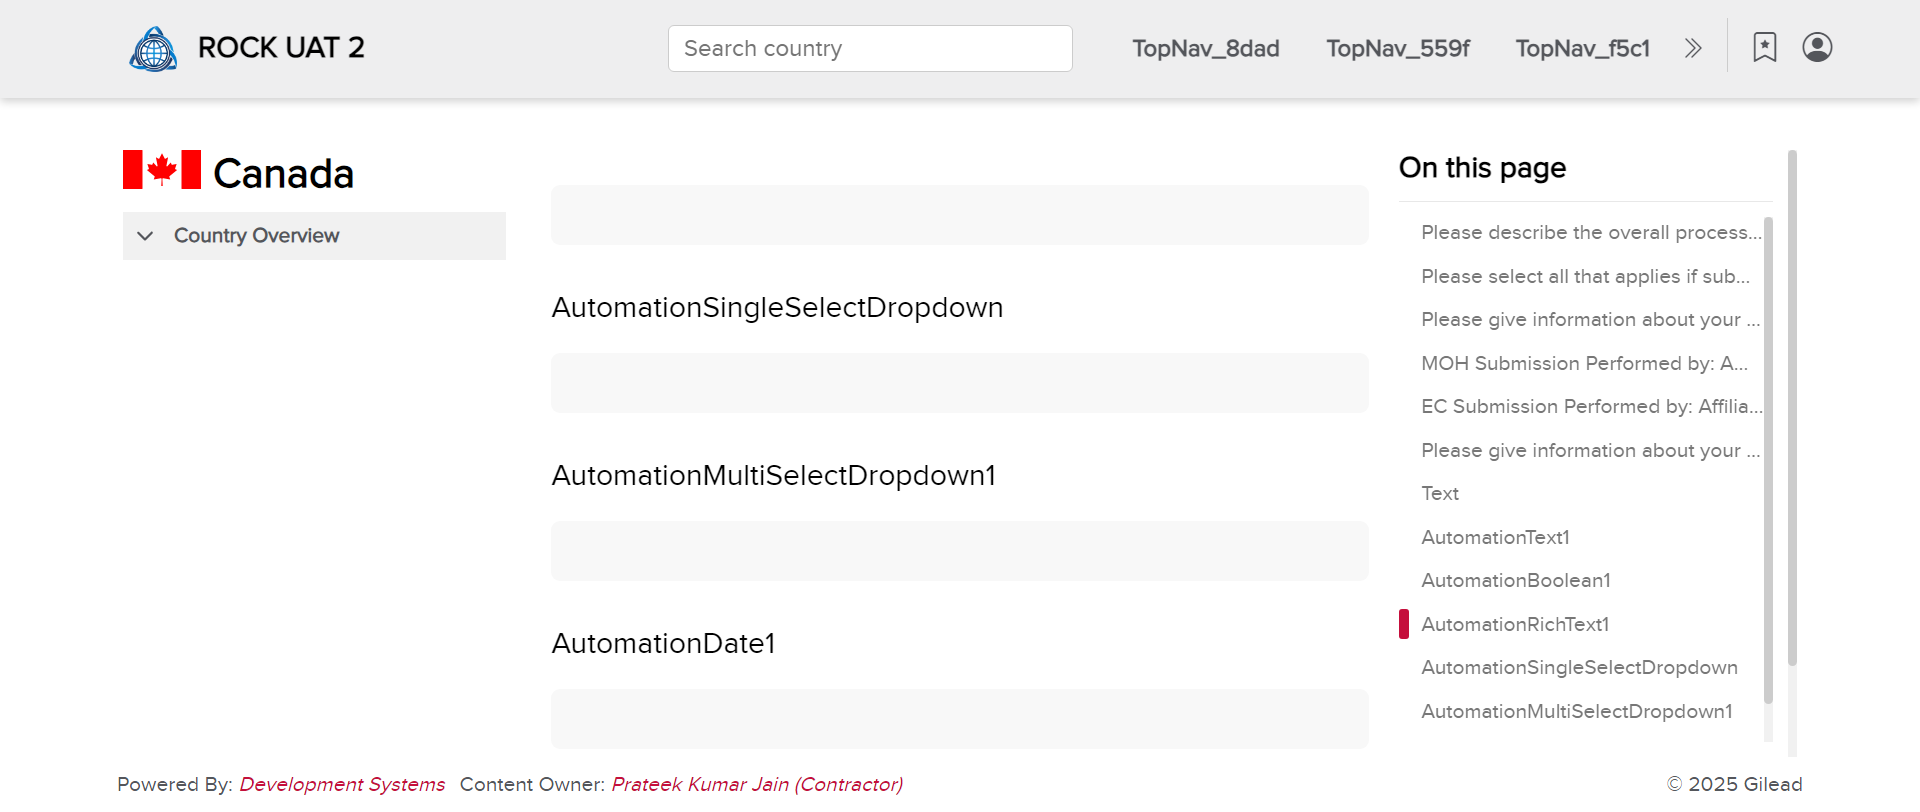 ROCK UAT 2
Search country
TopNav_8dad
TopNav_559f
TopNav_f5c1
Canada
Country Overview
AutomationSingleSelectDropdown
AutomationMultiSelectDropdown1
AutomationDate1
On this page
Please describe the overall process...
Please select all that applies if sub...
Please give information about your ...
MOH Submission Performed by: A...
EC Submission Performed by: Affilia...
Please give information about your ...
Text
AutomationText1
AutomationBoolean1
AutomationRichText1
AutomationSingleSelectDropdown
AutomationMultiSelectDropdown1
Powered By: Development Systems Content Owner: Prateek Kumar Jain (Contractor)
© 2025 Gilead